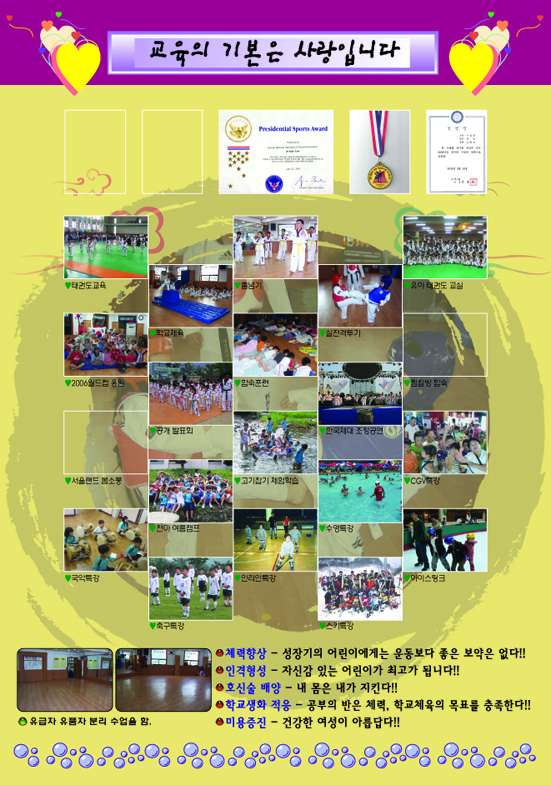 교육의 기본은 사랑입니다
Presidential Sports Award
태권도교육
품넘기
유아 태권도 교실
학교체육
실전격투기
2006월드컵 응원
합숙훈련
찜질방 합숙
공개 발표회
한국체대 초청공연
서울랜드 봄소풍
고기잡기 체험학습
CGV특강
천마 여름캠프
수영특강
국악특강
인라인특강
아이스링크
축구특강
스키특강
체력향상 - 성장기의 어린이에게는 운동보다 좋은 보약은 없다!!
인격형성 - 자신감 있는 어린이가 최고가 됩니다!!
호신술 배양 - 내 몸은 내가 지킨다!!
학교생화 적응 - 공부의 반은 체력, 학교체육의 목표를 충족한다!!
미용증진 - 건강한 여성이 아릅답다!!
유급자 유품자 분리 수업을 함.